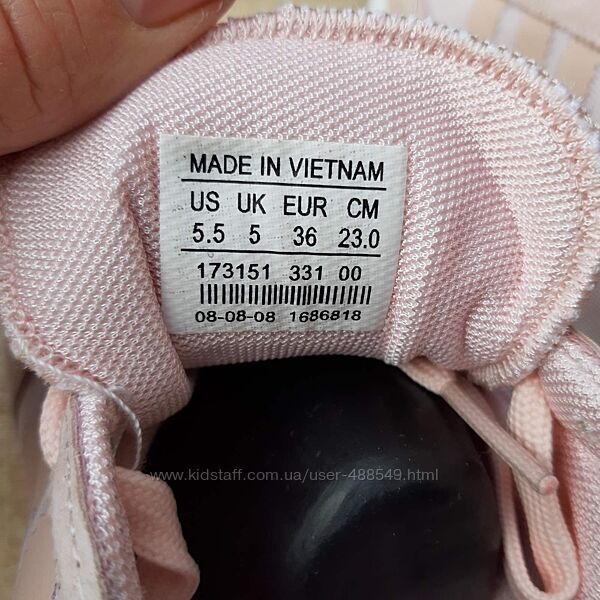 MADE IN VIETNAM
US UK EUR CM
5.5 5 36 23.0
173151 331 00
08-08-08 1686818
www.kidstaff.com.ua/user-488549.html